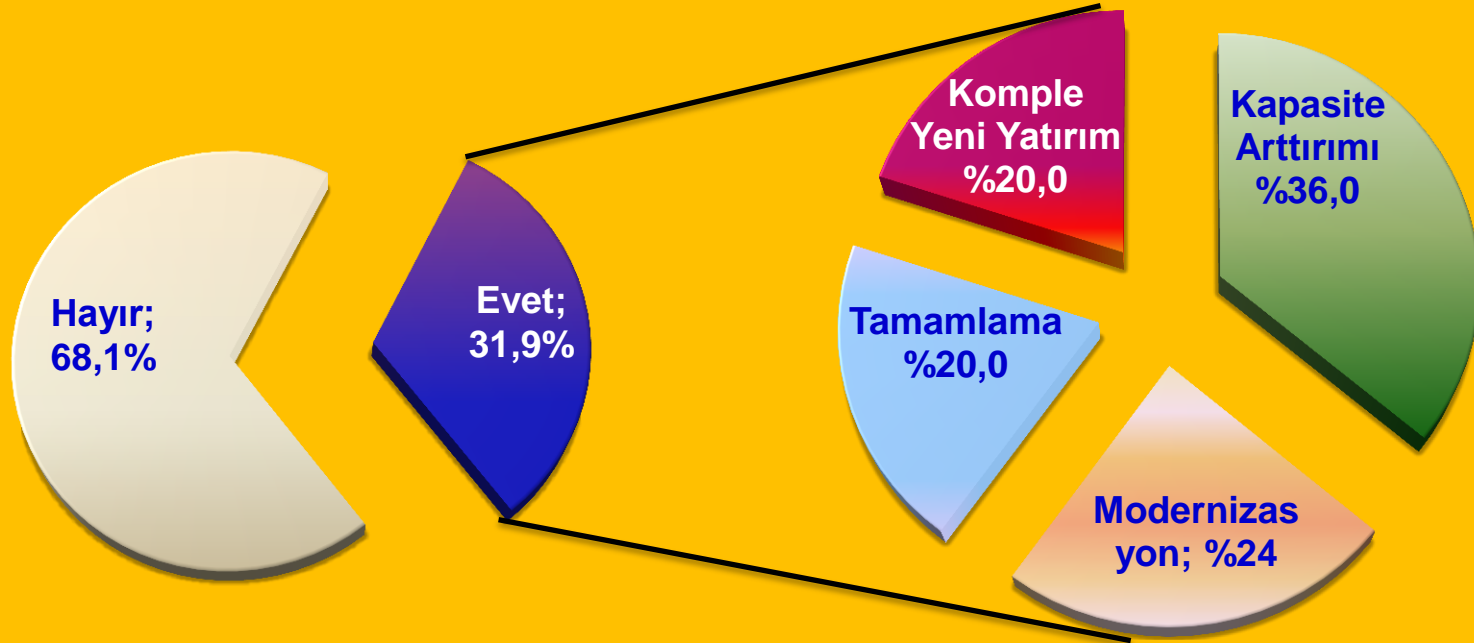 Hayır;
68,1%
Evet;
31,9%
Komple
Yeni Yatırım
%20,0
Kapasite
Arttırımı
%36,0
Tamamlama
%20,0
Modernizas
yon; %24